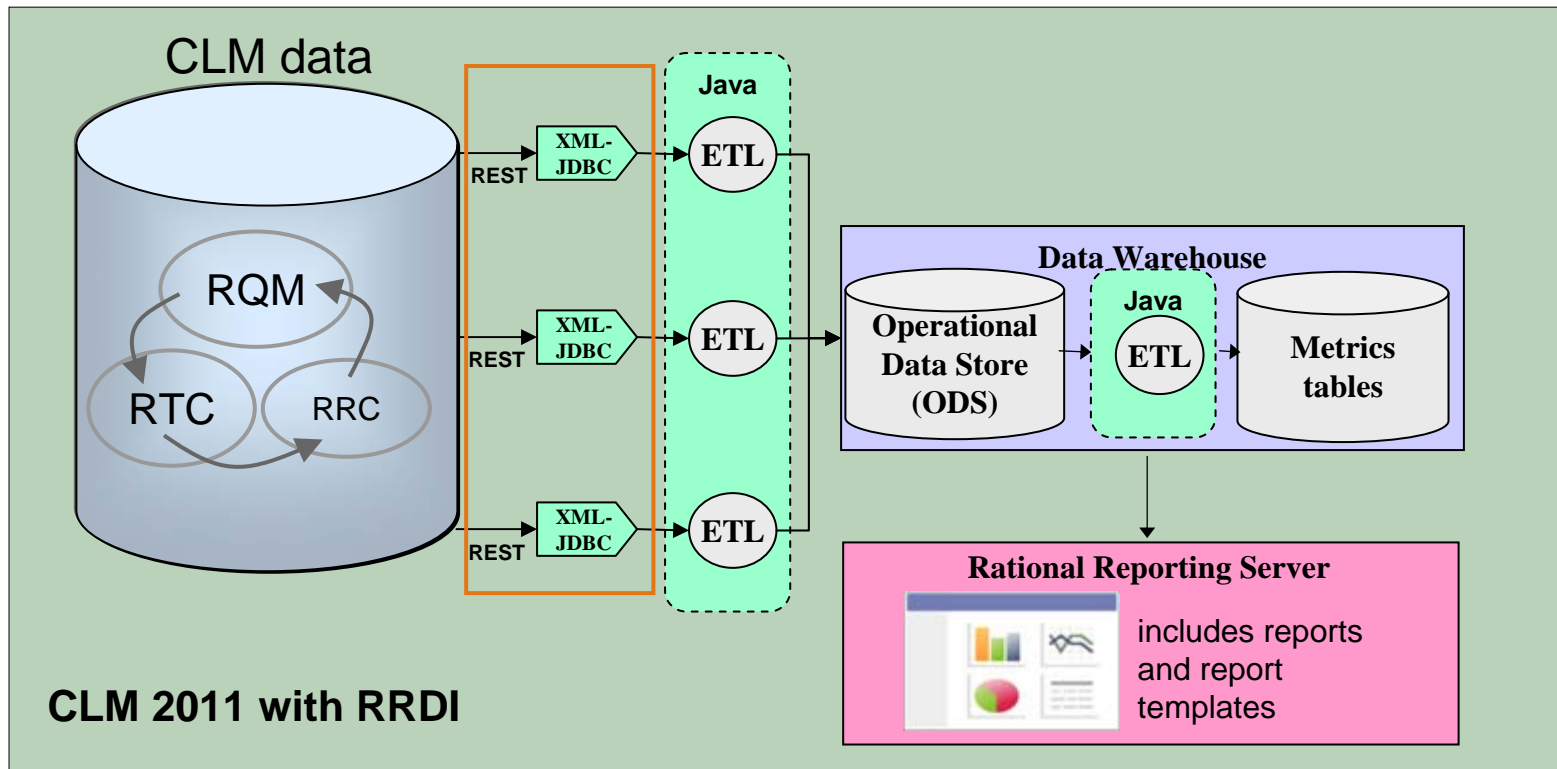 CLM data
RQM
RTC
RRC
REST
XML-
JDBC
REST
XML-
JDBC
REST
XML-
JDBC
Java
ETL
ETL
ETL
Data Warehouse
Operational
Data Store
(ODS)
Java
ETL
Metrics
tables
Rational Reporting Server
includes reports
and report
templates
CLM 2011 with RRDI